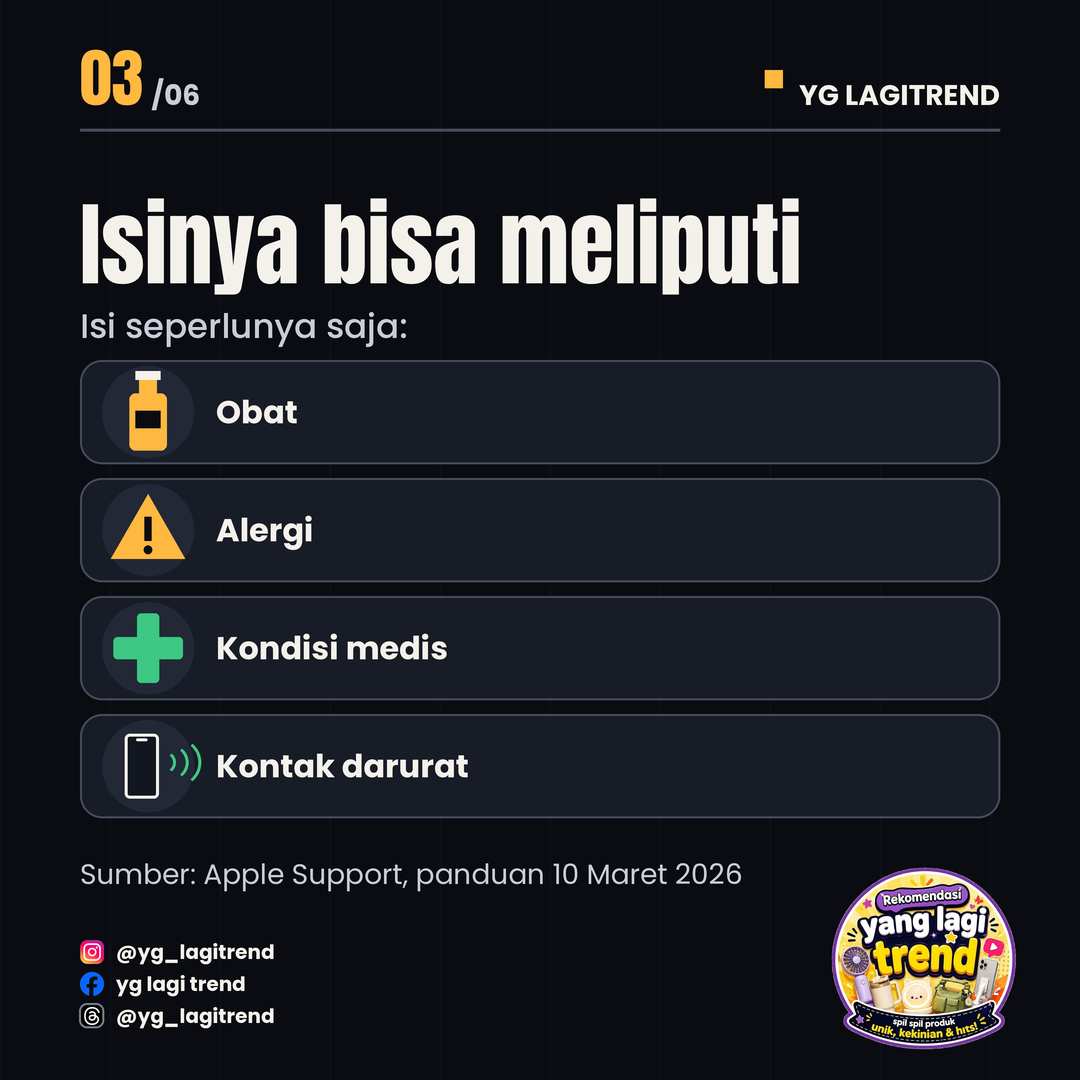 03 /06
YG LAGITREND
Isinya bisa meliputi
Isi seperlunya saja:
Obat
Alergi
Kondisi medis
Kontak darurat
Sumber: Apple Support, panduan 10 Maret 2026
@yg_lagitrend
yg lagi trend
@yg_lagitrend
Rekomendasi
yang lagi
trend
spil spil produk
unik, kekinian & hits!